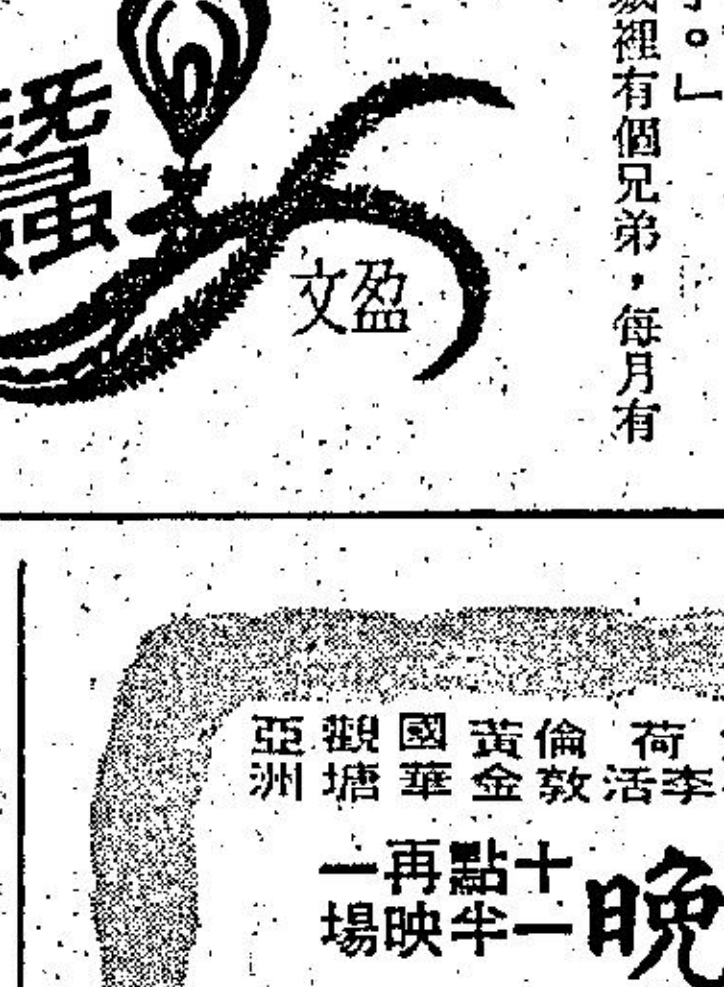 。」
裡有個兄弟，每月有
盈文
荷李活
倫敦
黃金
國華
觀塘
亞洲
晚
十一點半再映一場